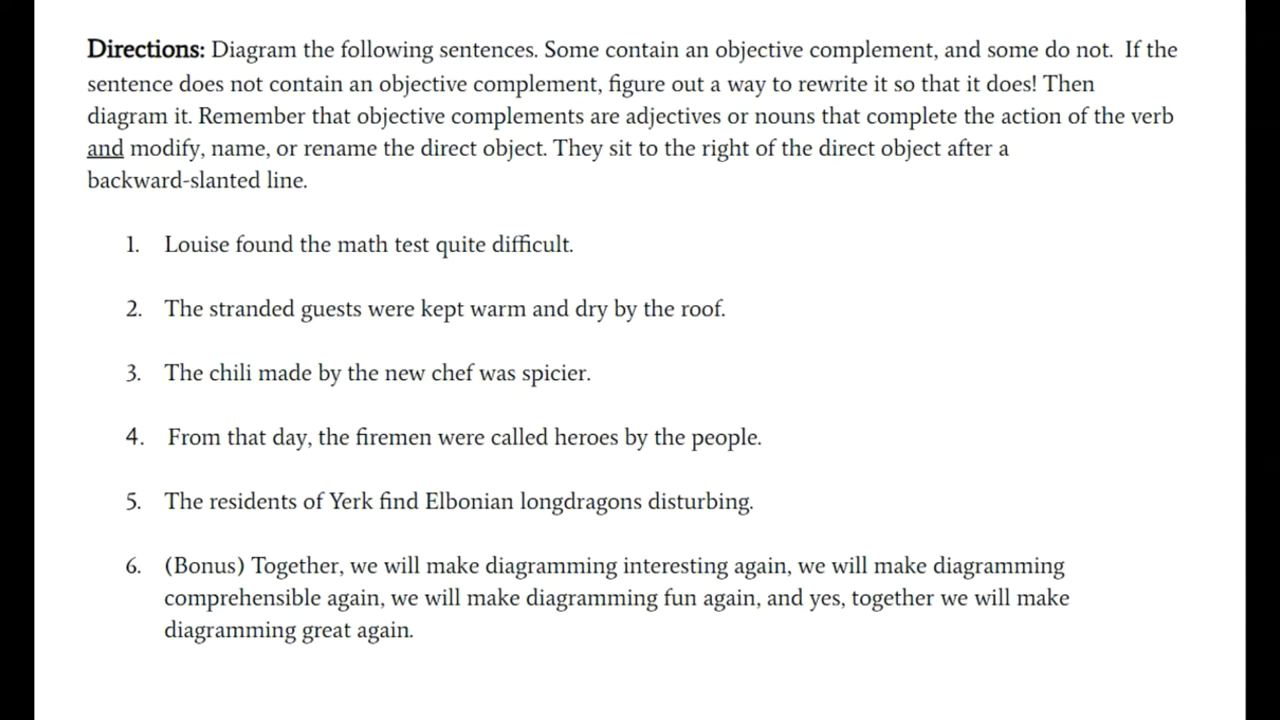 Directions: Diagram the following sentences. Some contain an objective complement, and some do not. If the
sentence does not contain an objective complement, figure out a way to rewrite it so that it does! Then
diagram it. Remember that objective complements are adjectives or nouns that complete the action of the verb
and modify, name, or rename the direct object. They sit to the right of the direct object after a
backward-slanted line.
1. Louise found the math test quite difficult.
2. The stranded guests were kept warm and dry by the roof.
3. The chili made by the new chef was spicier.
4. From that day, the firemen were called heroes by the people.
5. The residents of Yerk find Elbonian longdragons disturbing.
6. (Bonus) Together, we will make diagramming interesting again, we will make diagramming
comprehensible again, we will make diagramming fun again, and yes, together we will make
diagramming great again.